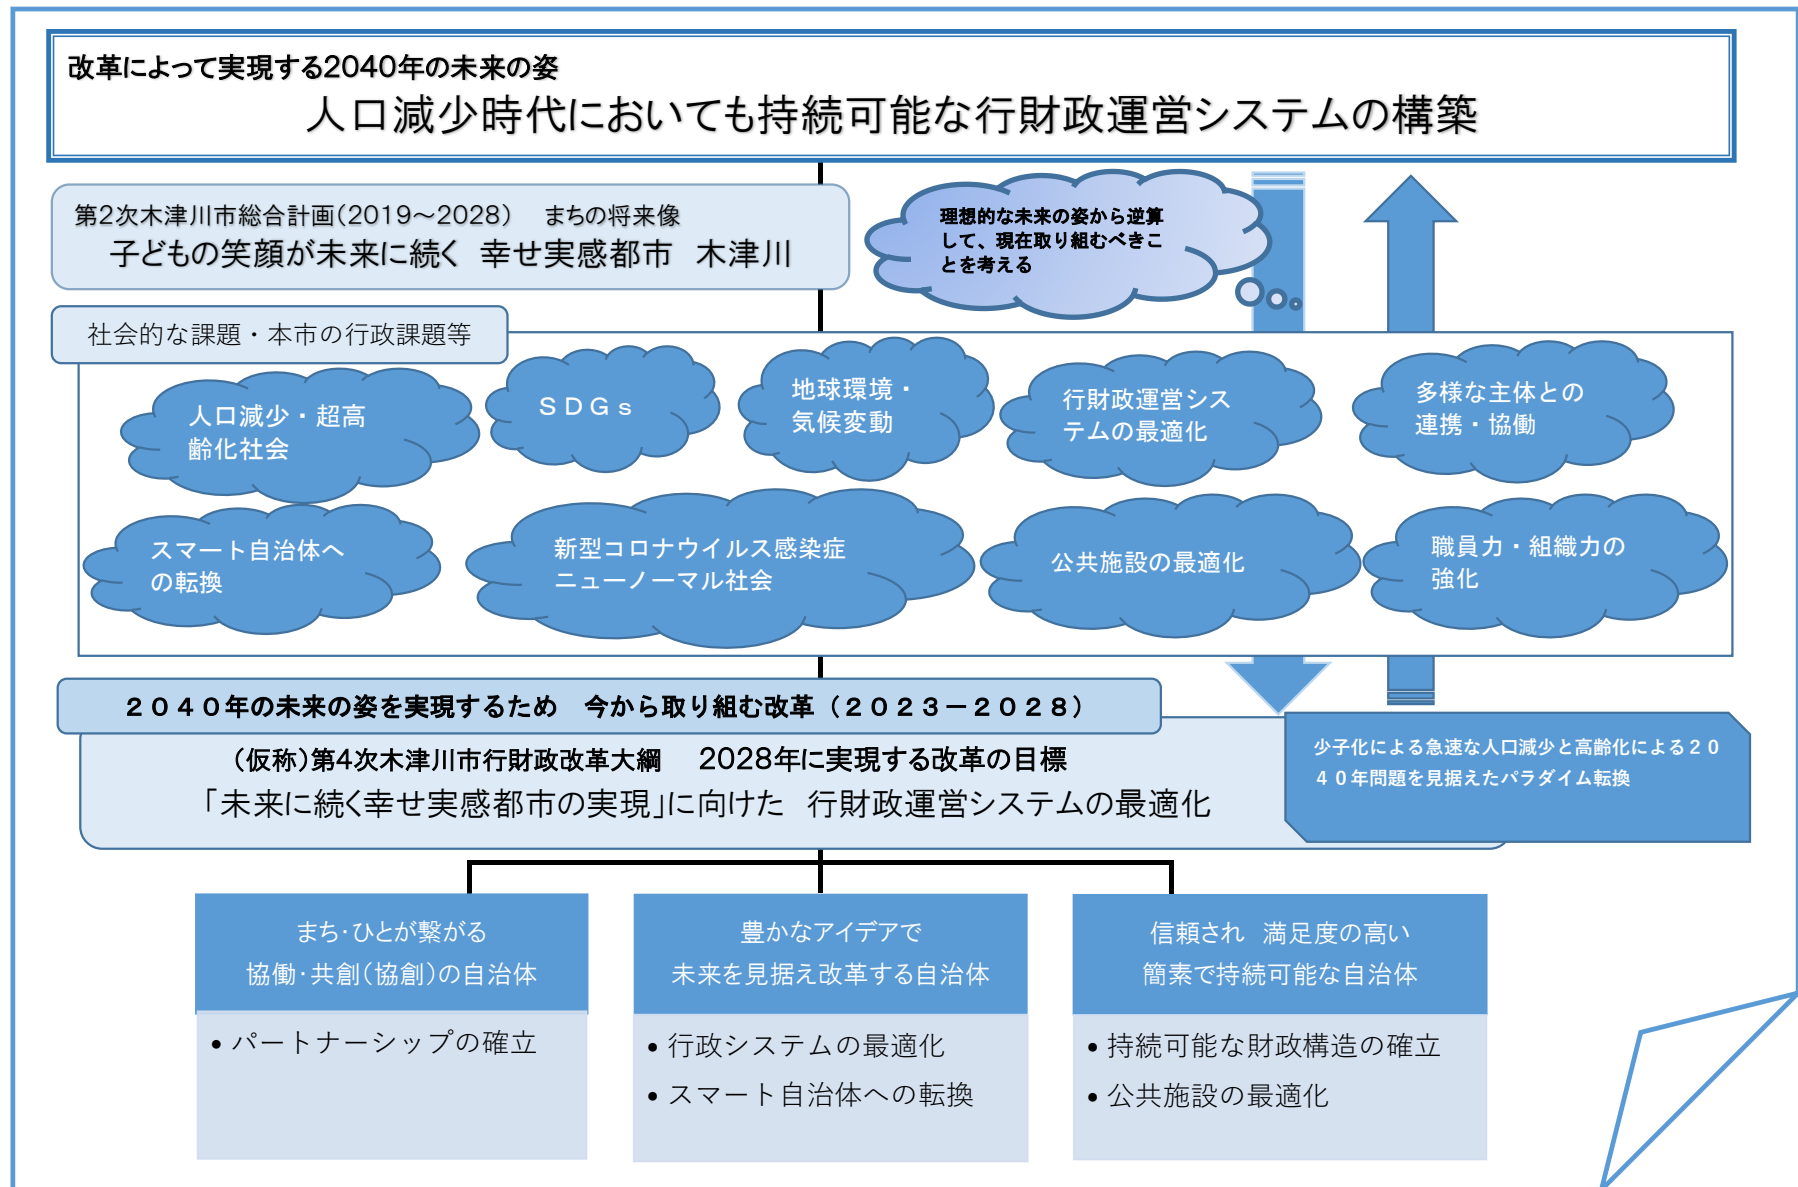 改革によって実現する2040年の未来の姿
人口減少時代においても持続可能な行財政運営システムの構築
第2次木津川市総合計画(2019～2028)　まちの将来像
子どもの笑顔が未来に続く 幸せ実感都市 木津川
理想的な未来の姿から逆算
して、現在取り組むべきこ
とを考える
社会的な課題・本市の行政課題等
人口減少・超高
齢化社会
ＳＤＧｓ
地球環境・
気候変動
行財政運営シス
テムの最適化
多様な主体との
連携・協働
スマート自治体へ
の転換
新型コロナウイルス感染症
ニューノーマル社会
公共施設の最適化
職員力・組織力の
強化
２０４０年の未来の姿を実現するため　今から取り組む改革（２０２３－２０２８）
(仮称)第4次木津川市行財政改革大綱　2028年に実現する改革の目標
「未来に続く幸せ実感都市の実現」に向けた 行財政運営システムの最適化
少子化による急速な人口減少と高齢化による２０
４０年問題を見据えたパラダイム転換
まち・ひとが繋がる
協働・共創(協創)の自治体
• パートナーシップの確立
豊かなアイデアで
未来を見据え改革する自治体
• 行政システムの最適化
• スマート自治体への転換
信頼され 満足度の高い
簡素で持続可能な自治体
• 持続可能な財政構造の確立
• 公共施設の最適化